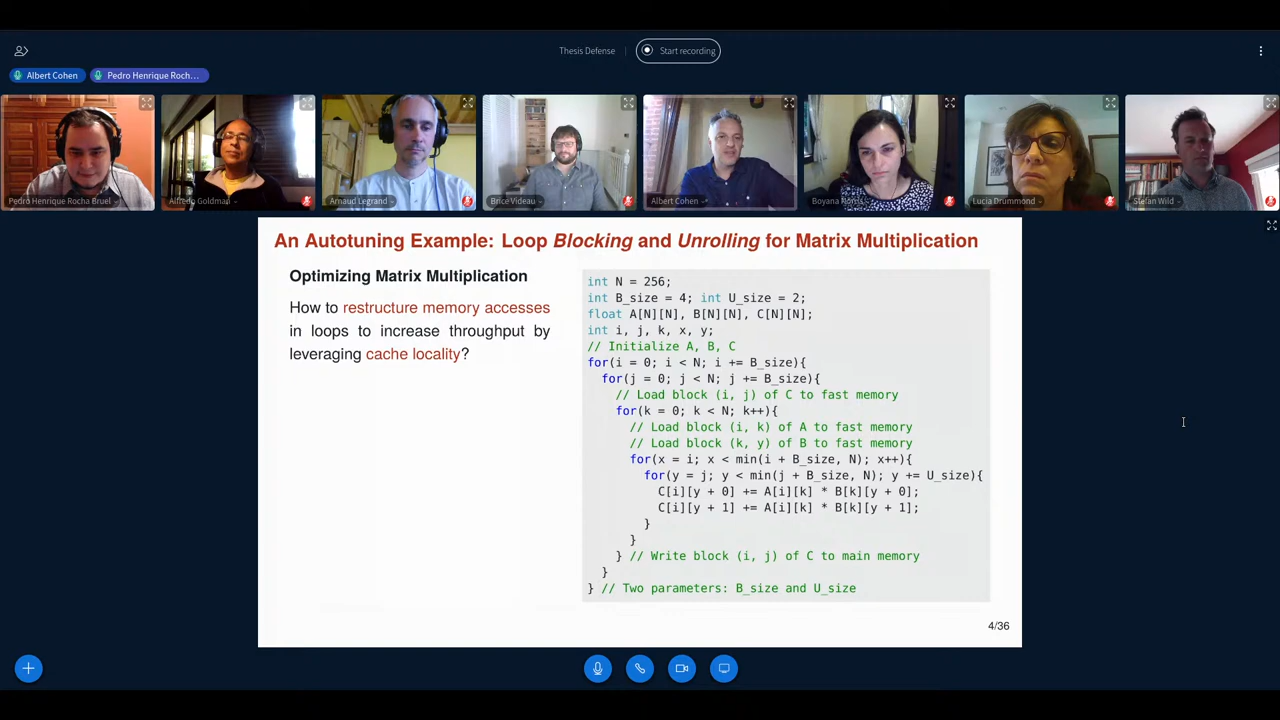 Thesis Defense
Start recording
Albert Cohen
Pedro Henrique Roch...
Pedro Henrique Rocha Bruel
Alfredo Goldman
Arnaud Legrand
Brice Videau
Albert Cohen
Boyana
Lucia Drummond
Stefan Wild
An Autotuning Example: Loop Blocking and Unrolling for Matrix Multiplication
Optimizing Matrix Multiplication
How to restructure memory accesses
in loops to increase throughput by
leveraging cache locality?
int N = 256;
int B_size = 4; int U_size = 2;
float A[N][N], B[N][N], C[N][N];
int i, j, k, x, y;
// Initialize A, B, C
for(i = 0; i < N; i += B_size){
for(j = 0; j < N; j += B_size){
// Load block (i, j) of C to fast memory
for(k = 0; k < N; k++){
// Load block (i, k) of A to fast memory
// Load block (k, y) of B to fast memory
for(x = i; x < min(i + B_size, N); x++){
for(y = j; y < min(j + B_size, N); y += U_size){
C[i][y + 0] += A[i][k] * B[k][y + 0];
C[i][y + 1] += A[i][k] * B[k][y + 1];
}
}
} // Write block (i, j) of C to main memory
}
} // Two parameters: B_size and U_size
4/36